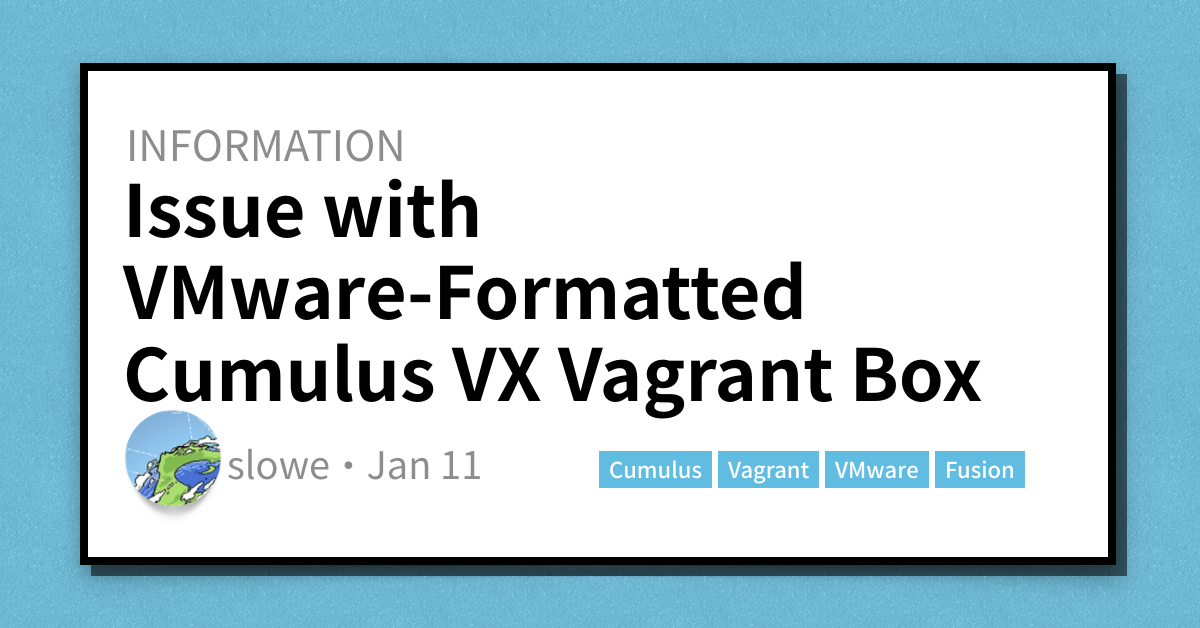 INFORMATION
Issue with
VMware-Formatted
Cumulus VX Vagrant Box
slowe • Jan 11
Cumulus Vagrant VMware Fusion